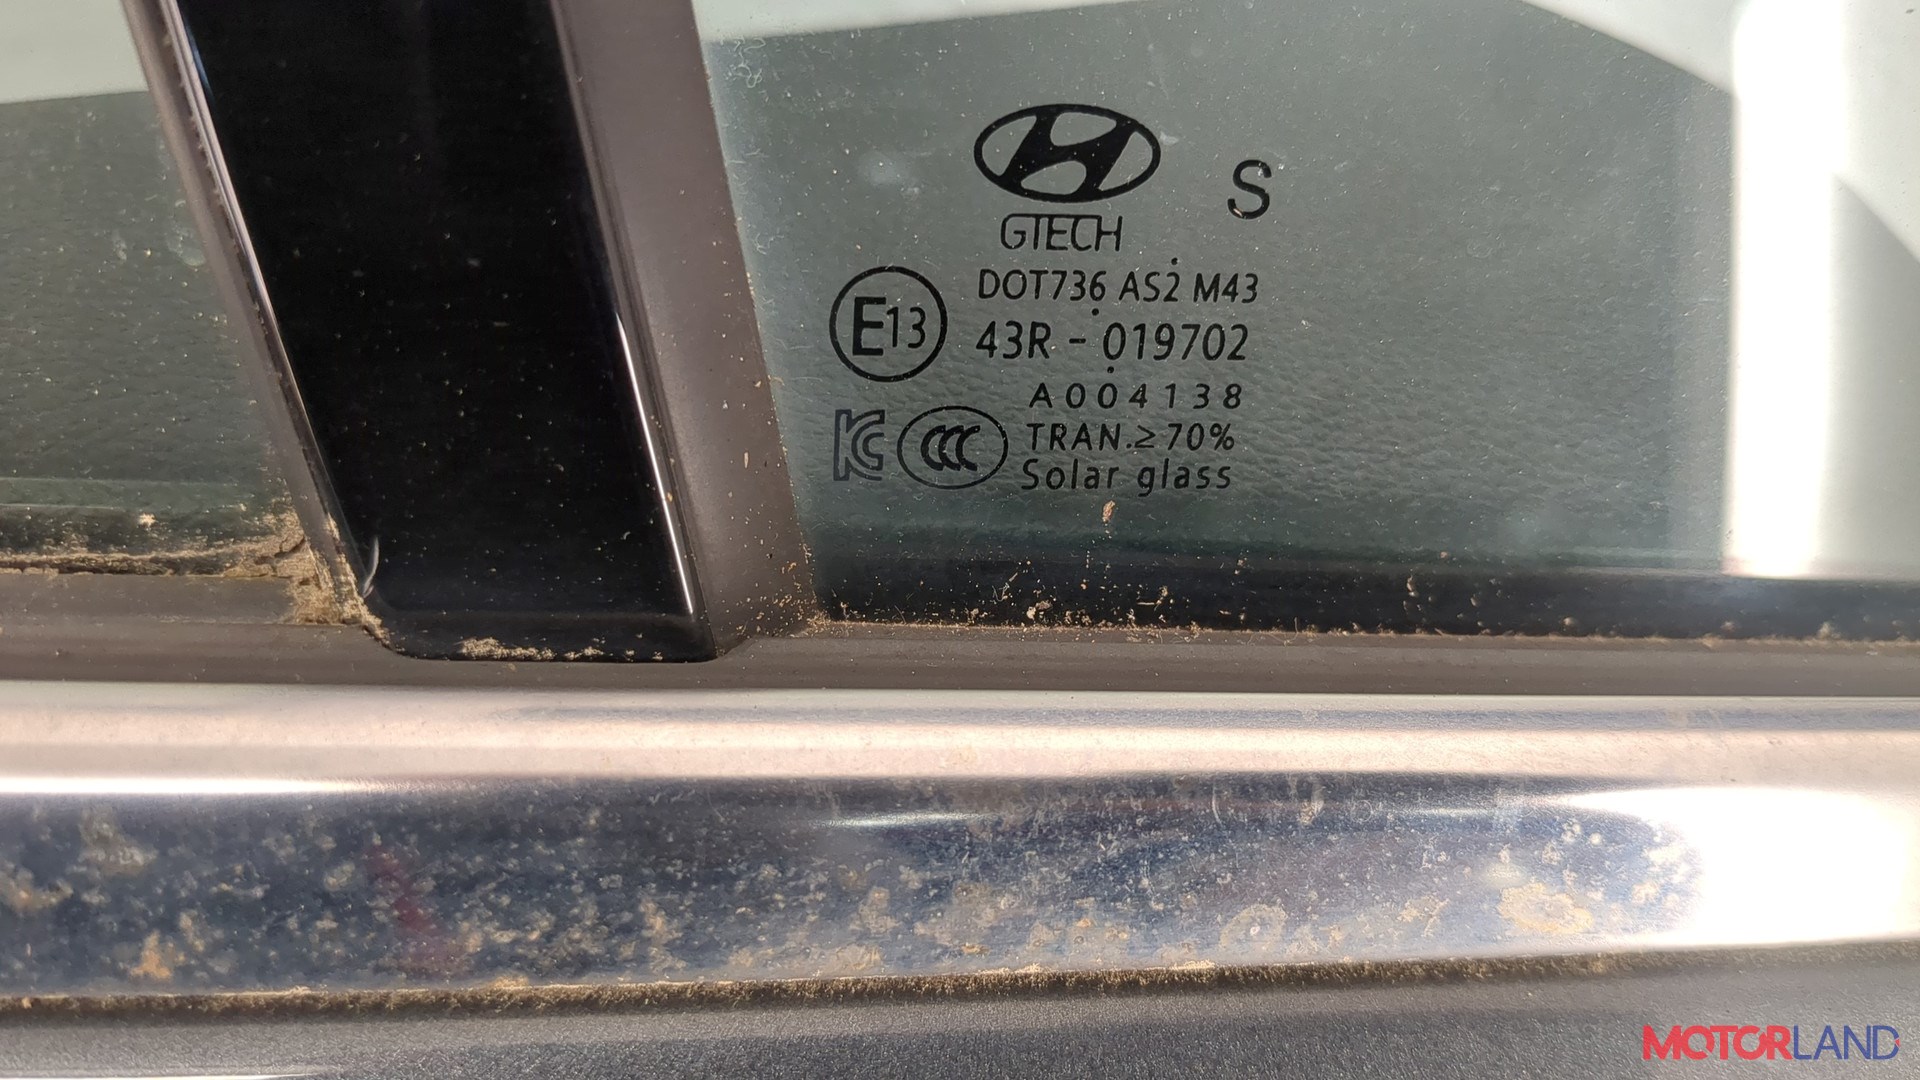 S
GTECH
DOT736 AS2 M43
E13
43R - 019702
A004138
KC CCC
TRAN.≥70%
Solar glass
MOTORLAND